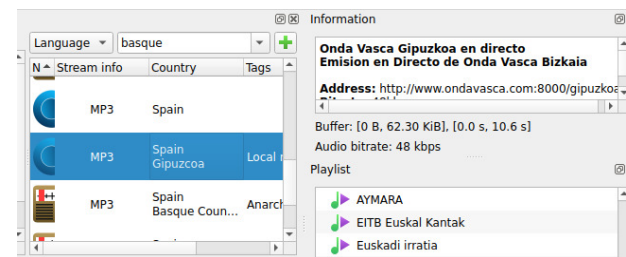 Information
Language basque
N Stream info Country Tags
MP3 Spain
MP3 Spain
Gipuzcoa Local
MP3 Spain
Basque Coun... Anarch
Onda Vasca Gipuzkoa en directo
Emision en Directo de Onda Vasca Bizkaia
Address: http://www.ondavasca.com:8000/gipuzkoa
Buffer: [0 B, 62.30 KiB], [0.0 s, 10.6 s]
Audio bitrate: 48 kbps
Playlist
AYMARA
EITB Euskal Kantak
Euskadi irratia